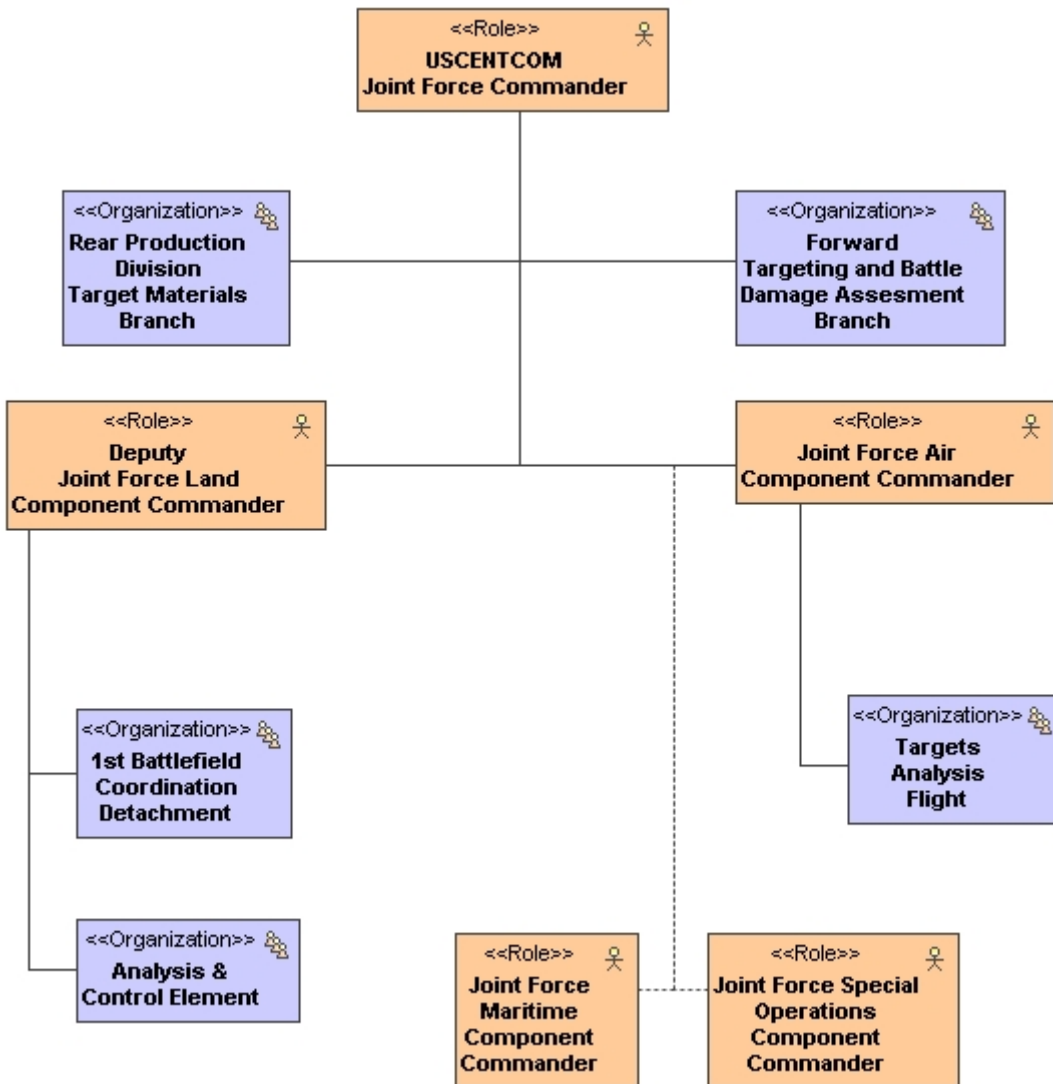 <<Role>>
USCENTCOM
Joint Force Commander
<<Organization>>
Rear Production
Division
Target Materials
Branch
<<Organization>>
Forward
Targeting and Battle
Damage Assesment
Branch
<<Role>>
Deputy
Joint Force Land
Component Commander
<<Role>>
Joint Force Air
Component Commander
<<Organization>>
1st Battlefield
Coordination
Detachment
<<Organization>>
Targets
Analysis
Flight
<<Organization>>
Analysis &
Control Element
<<Role>>
Joint Force
Maritime
Component
Commander
<<Role>>
Joint Force Special
Operations
Component
Commander